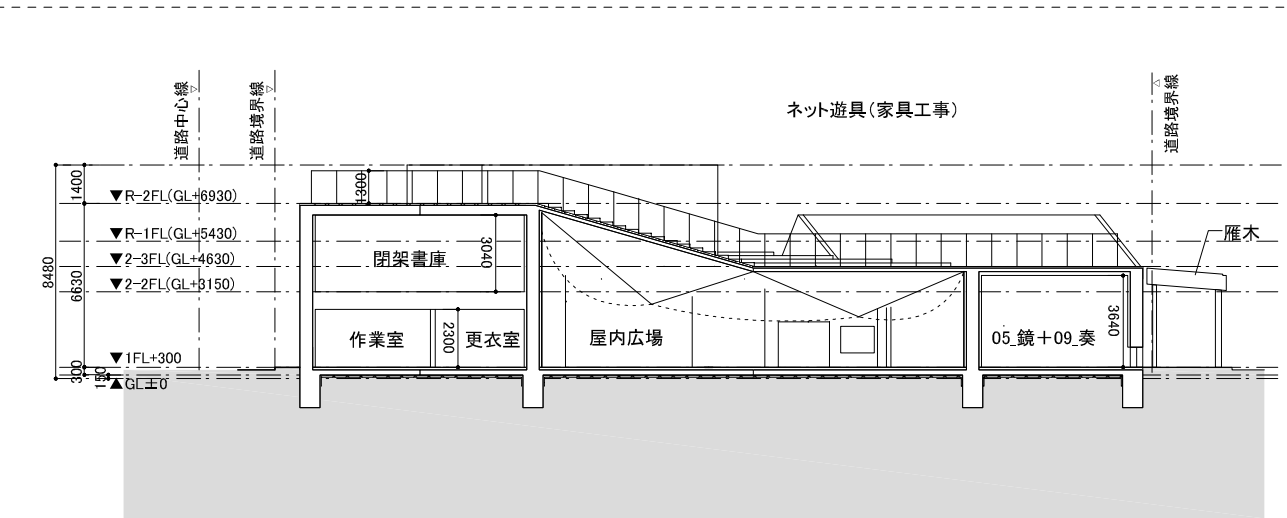 道路中心線
道路境界線
ネット遊具(家具工事)
道路境界線
1400
1300
▼R-2FL(GL+6930)
▼R-1FL(GL+5430)
▼2-3FL(GL+4630)
▼2-2FL(GL+3150)
8480
6630
閉架書庫
3040
雁木
作業室
2300
更衣室
屋内広場
05_鏡+09_奏
3640
▼1FL+300
300
150
▲GL±0